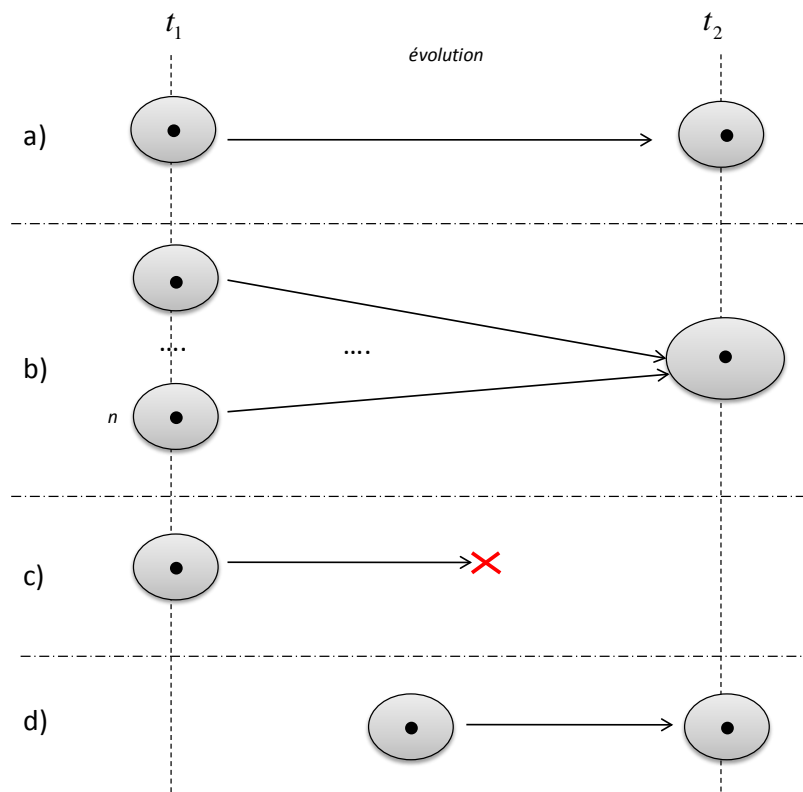 t₁ t₂
évolution
a)
b)
.... ....
n
c)
d)